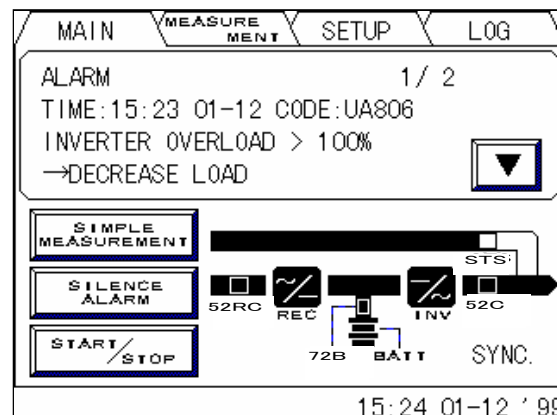 MAIN
MEASURE
MENT
SETUP
LOG
ALARM 1/ 2
TIME:15:23 01-12 CODE:UA806
INVERTER OVERLOAD > 100%
→DECREASE LOAD
SIMPLE
MEASUREMENT
STS
SILENCE
ALARM
52RC
REC
INV
52C
START/STOP
72B
BATT
SYNC.
15:24 01-12 '99